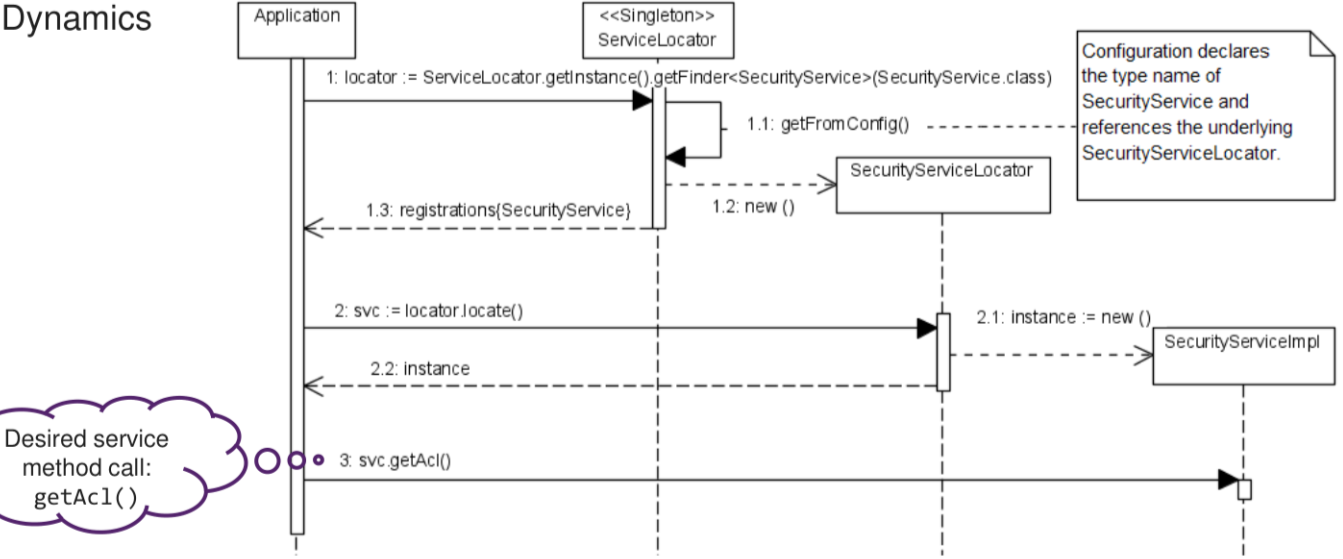 Dynamics
Application
<<Singleton>>
ServiceLocator
Configuration declares
the type name of
SecurityService and
references the underlying
SecurityServiceLocator.
1: locator := ServiceLocator.getInstance().getFinder<SecurityService>(SecurityService.class)
1.1: getFromConfig()
SecurityServiceLocator
1.2: new ()
1.3: registrations{SecurityService}
2: svc := locator.locate()
2.1: instance := new ()
SecurityServiceImpl
2.2: instance
Desired service
method call:
getAcl()
3: svc.getAcl()